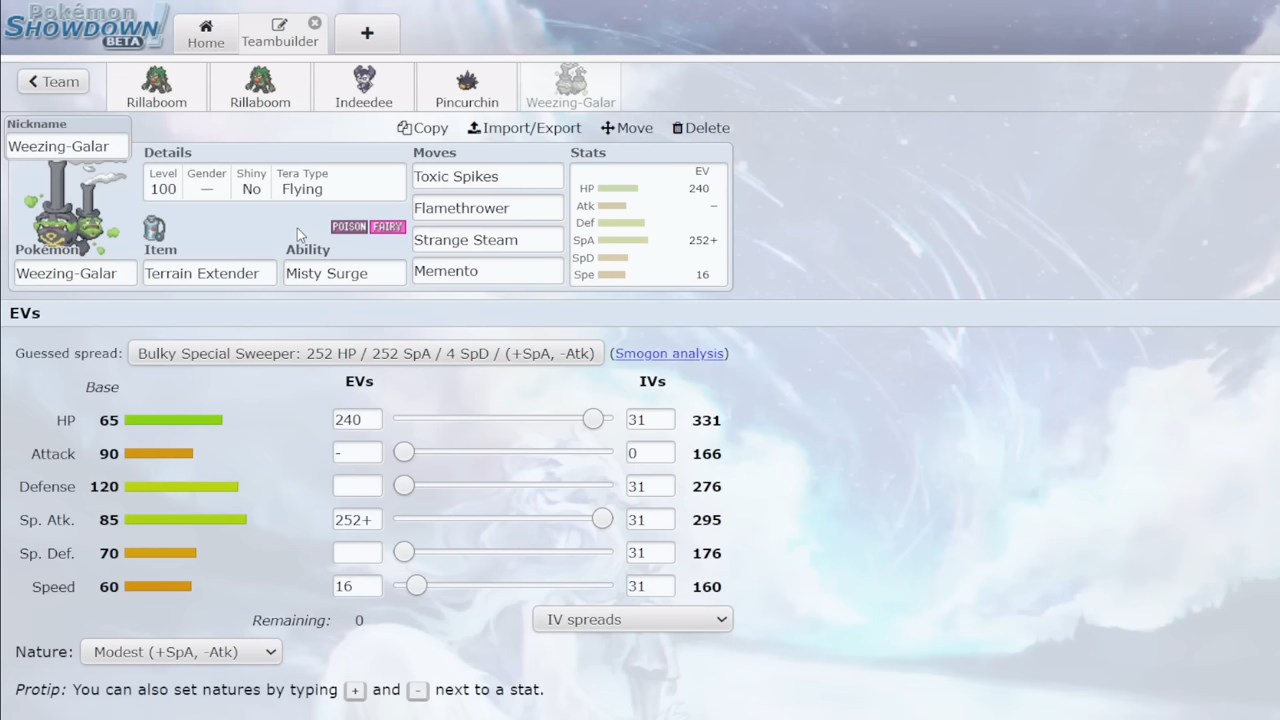 Pokémon
SHOWDOWN!
BETA
Home
Teambuilder
+
Team
Rillaboom
Rillaboom
Indeedee
Pincurchin
Weezing-Galar
Nickname
Weezing-Galar
Copy Import/Export Move Delete
Details
Level Gender Shiny Tera Type
100 — No Flying
POISON FAIRY
Pokémon Item Ability
Weezing-Galar Terrain Extender Misty Surge
Moves
Toxic Spikes
Flamethrower
Strange Steam
Memento
Stats
EV
HP 240
Atk –
Def
SpA 252+
SpD
Spe 16
EVs
Guessed spread: Bulky Special Sweeper: 252 HP / 252 SpA / 4 SpD / (+SpA, -Atk) (Smogon analysis)
Base EVs IVs
HP 65 240 31 331
Attack 90 - 0 166
Defense 120 31 276
Sp. Atk. 85 252+ 31 295
Sp. Def. 70 31 176
Speed 60 16 31 160
Remaining: 0 IV spreads
Nature: Modest (+SpA, -Atk)
Protip: You can also set natures by typing + and - next to a stat.